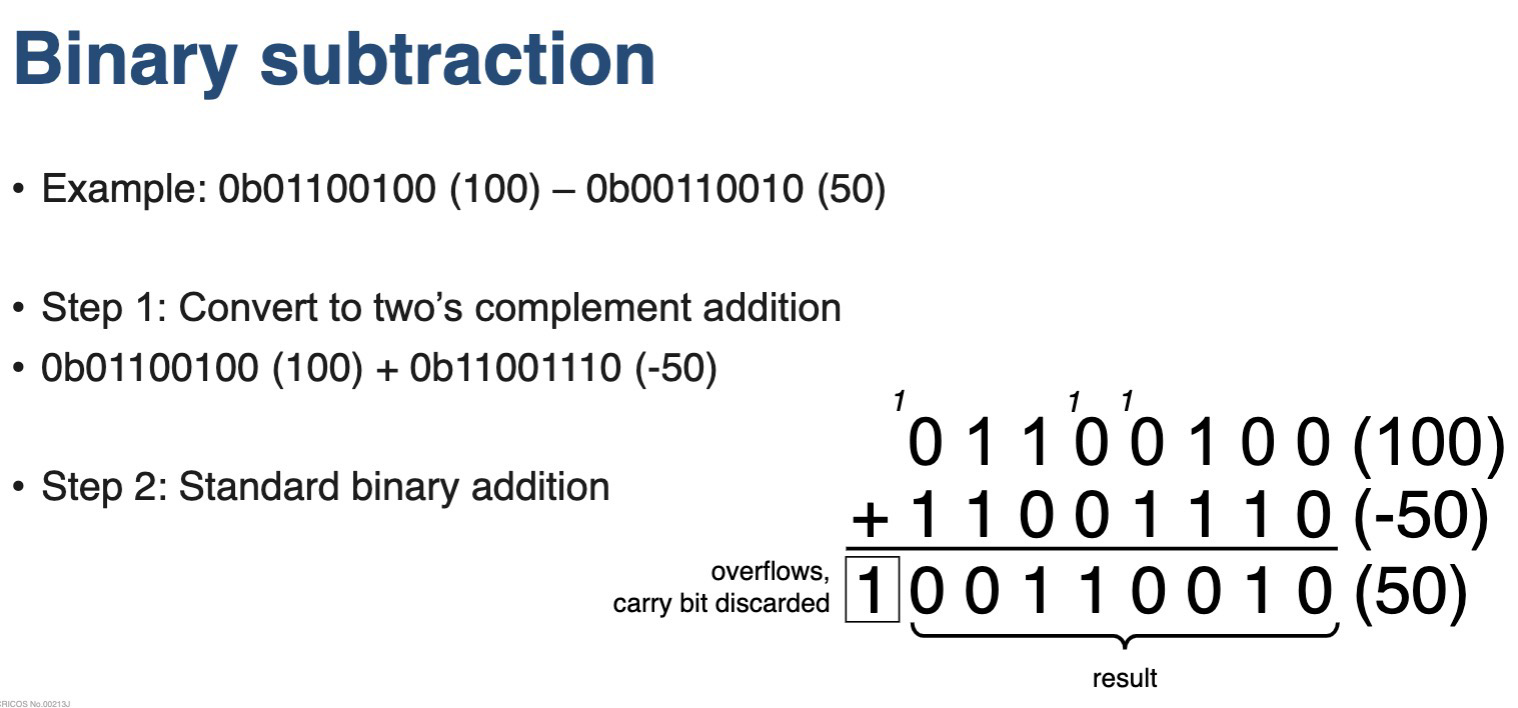 Binary subtraction
• Example: 0b01100100 (100) – 0b00110010 (50)
• Step 1: Convert to two’s complement addition
• 0b01100100 (100) + 0b11001110 (-50)
• Step 2: Standard binary addition
1 1 1
0 1 1 0 0 1 0 0 (100)
+ 1 1 0 0 1 1 1 0 (-50)
overflows,
carry bit discarded
1 0 0 1 1 0 0 1 0 (50)
result
CRICOS No.00213J